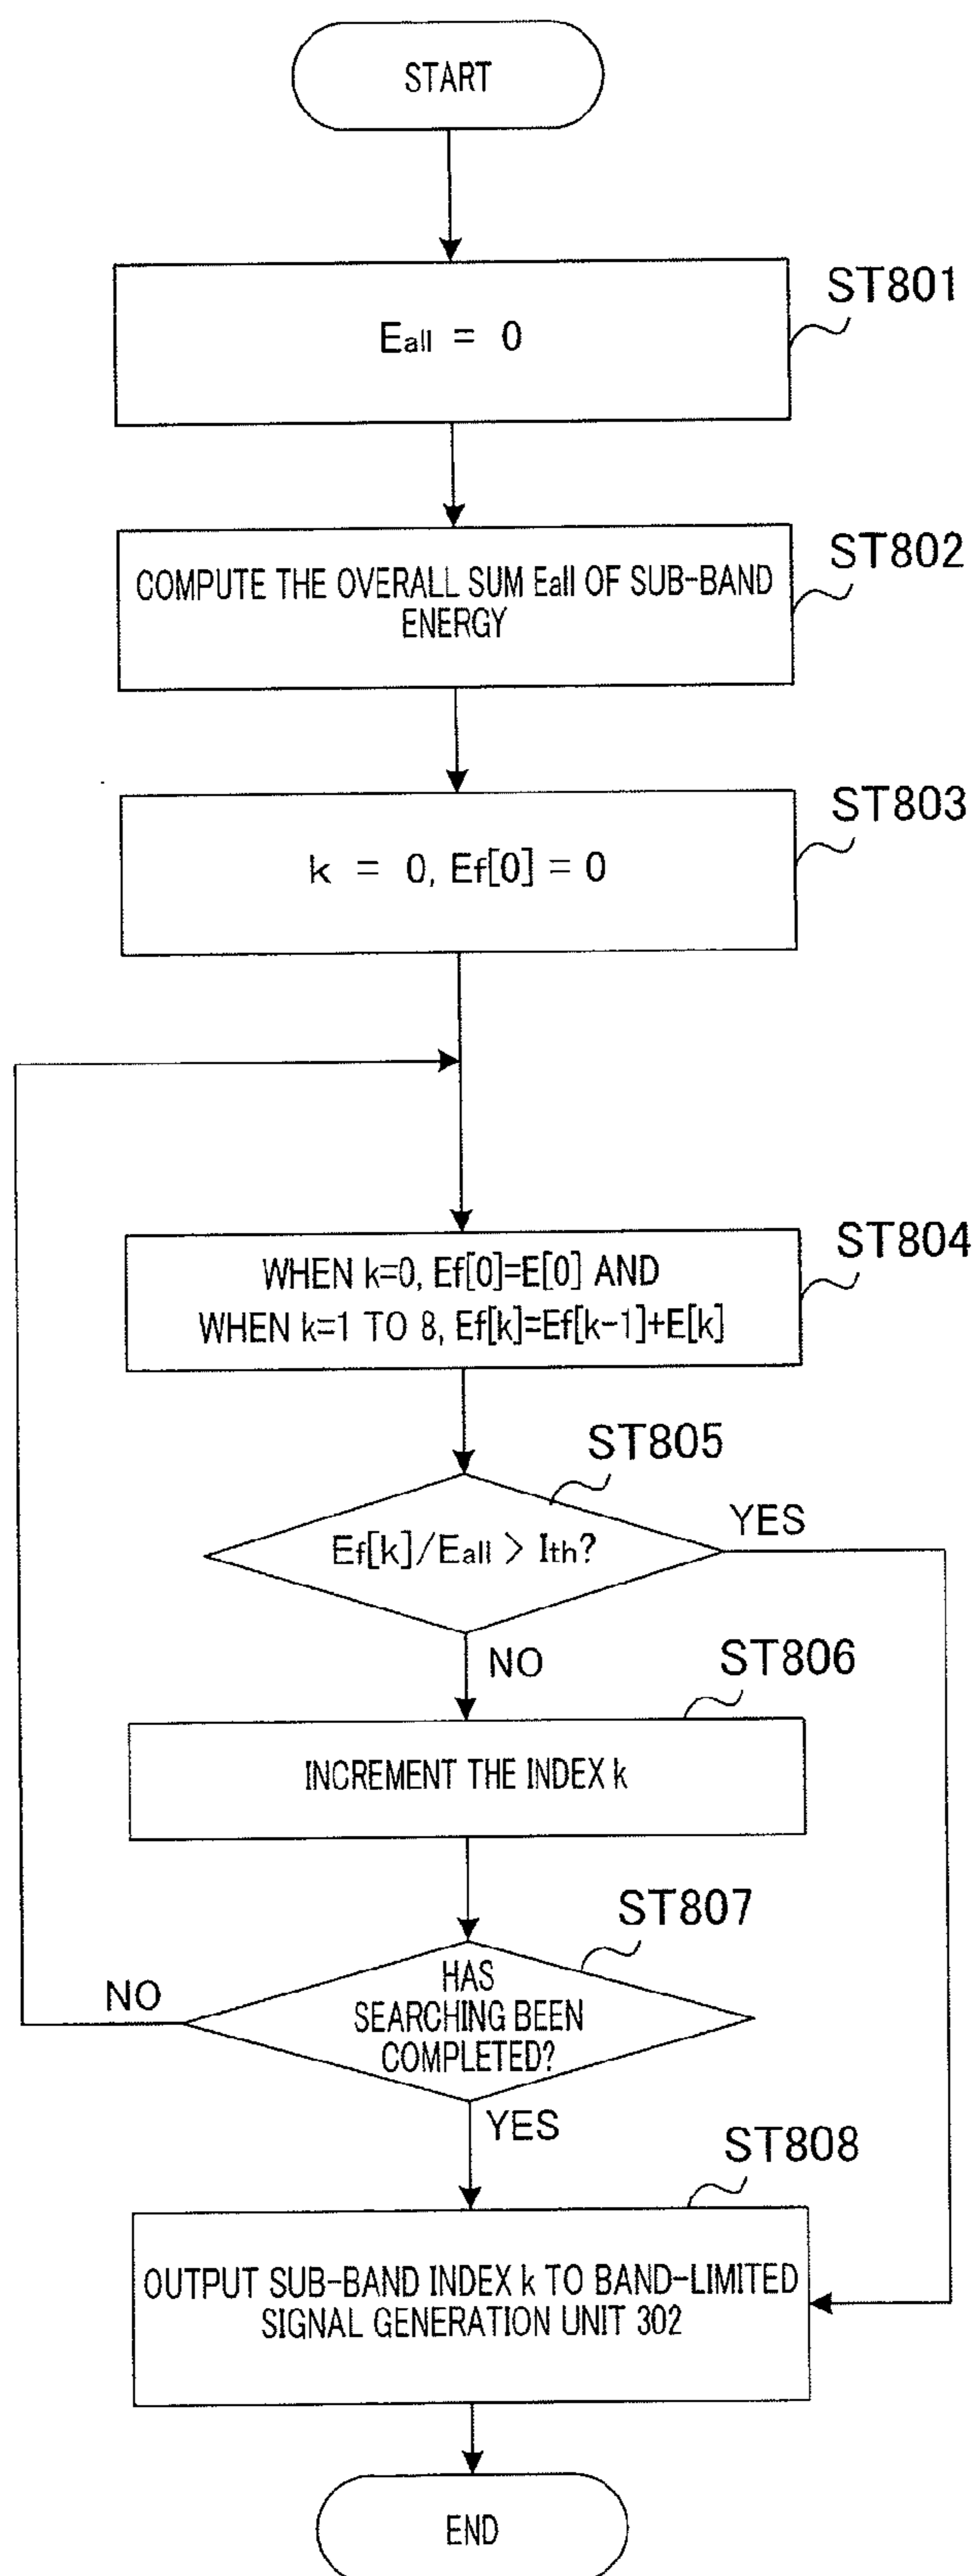 START
ST801
Eall = 0
ST802
COMPUTE THE OVERALL SUM Eall OF SUB-BAND
ENERGY
ST803
k = 0, Ef[0] = 0
ST804
WHEN k=0, Ef[0]=E[0] AND
WHEN k=1 TO 8, Ef[k]=Ef[k-1]+E[k]
ST805
Ef[k]/Eall > Ith?
YES
NO
ST806
INCREMENT THE INDEX k
ST807
HAS
SEARCHING BEEN
COMPLETED?
NO
YES
ST808
OUTPUT SUB-BAND INDEX k TO BAND-LIMITED
SIGNAL GENERATION UNIT 302
END